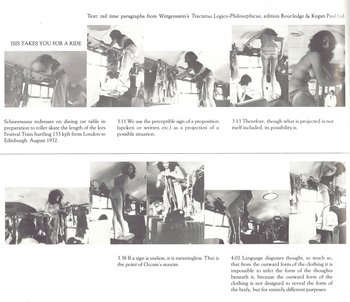 Text: rail time paragraphs from Wittgenstein's Tractatus Logico-Philosophicus, edition Routledge & Kegan Paul Ltd.
ISIS TAKES YOU FOR A RIDE
Schneemann redresses on dining car table in
preparation to roller skate the length of the Ices
Festival Train hurtling 133 kph from London to
Edinburgh. August 1972.
3.11 We use the perceptible sign of a proposition
(spoken or written etc) as a projection of a
possible situation.
3.13 Therefore, though what is projected is not
itself included, its possibility is.
3.38 If a sign is useless, it is meaningless. That is
the point of Occam's maxim.
4.02 Language disguises thought, so much so,
that from the outward form of the clothing it is
impossible to infer the form of the thoughts
beneath it, because the outward form of the
clothing is not designed to reveal the form of
the body, but for entirely different purposes.